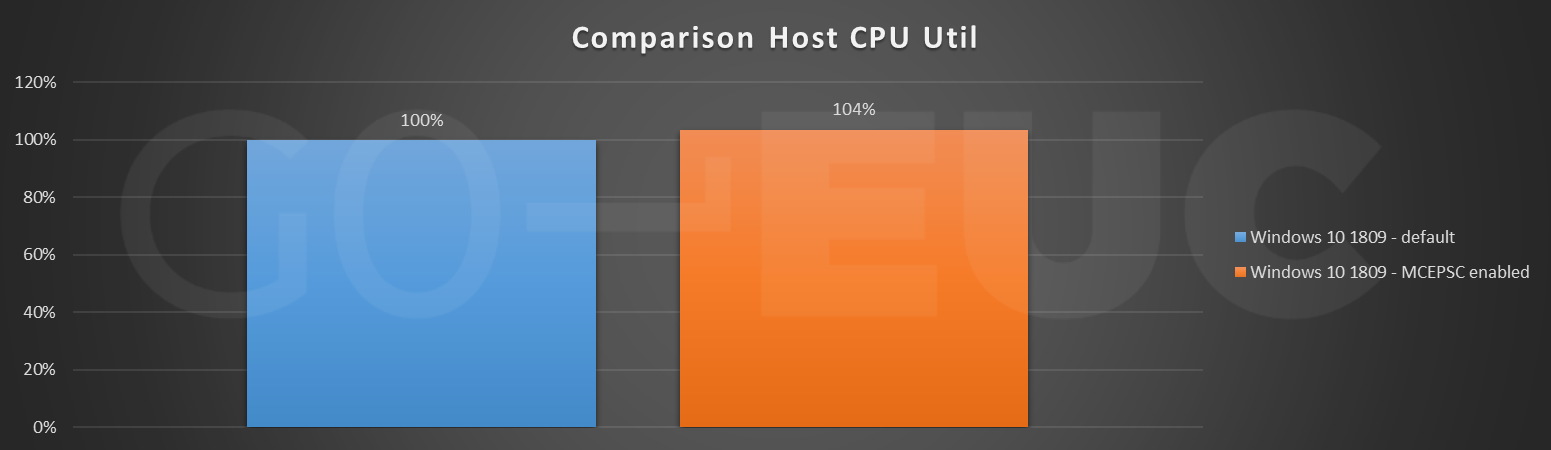 Comparison Host CPU Util
120%
100%
80%
60%
40%
20%
0%
100%
104%
GO-EUC
Windows 10 1809 - default
Windows 10 1809 - MCEPSC enabled